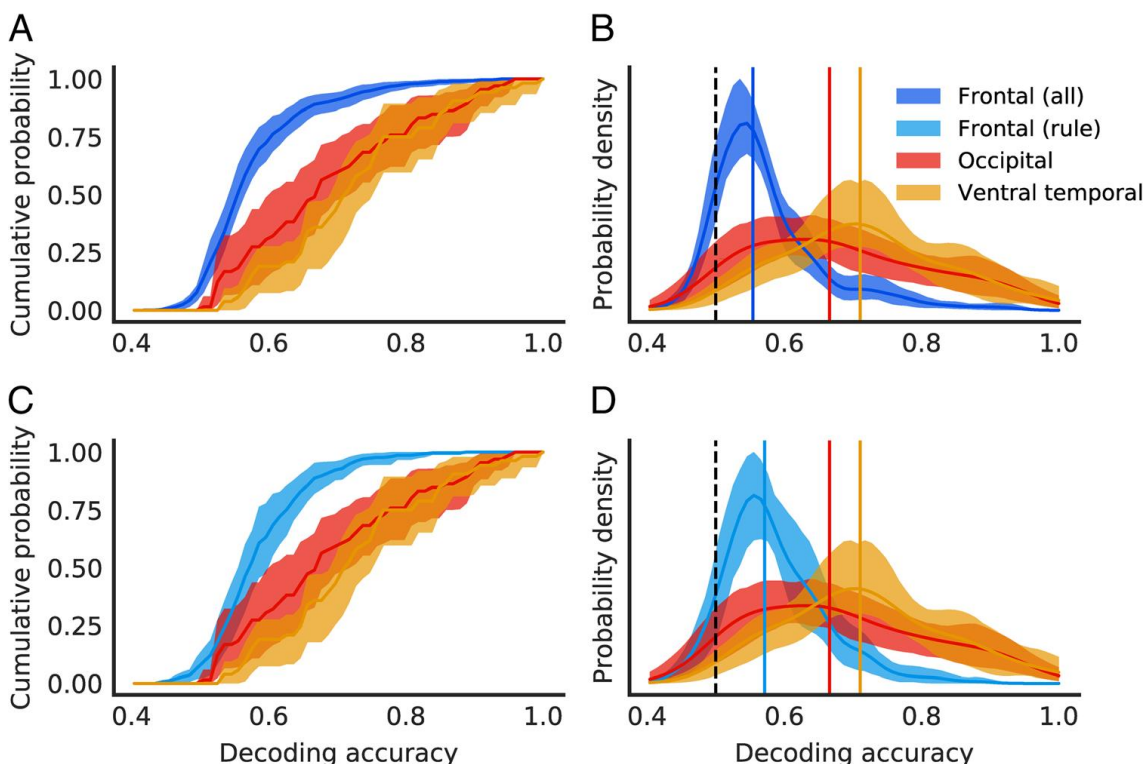 A
Cumulative probability
1.00
0.75
0.50
0.25
0.00
0.4 0.6 0.8 1.0
B
Probability density
Frontal (all)
Frontal (rule)
Occipital
Ventral temporal
0.4 0.6 0.8 1.0
C
Cumulative probability
1.00
0.75
0.50
0.25
0.00
0.4 0.6 0.8 1.0
Decoding accuracy
D
Probability density
0.4 0.6 0.8 1.0
Decoding accuracy